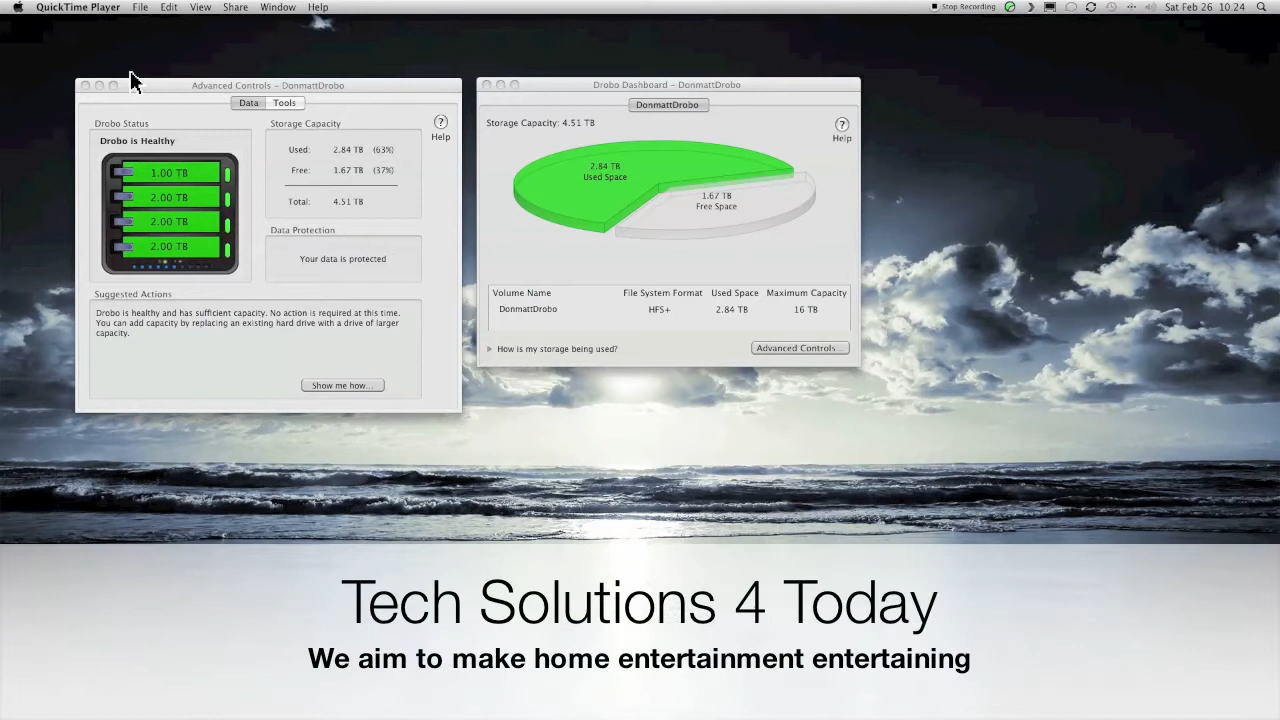 QuickTime Player File Edit View Share Window Help
Stop Recording Sat Feb 26 10:24
Advanced Controls – DonmattDrobo
Data Tools
Drobo Status
Drobo is Healthy
1.00 TB
2.00 TB
2.00 TB
2.00 TB
Storage Capacity
Used: 2.84 TB (63%)
Free: 1.67 TB (37%)
Total: 4.51 TB
? Help
Data Protection
Your data is protected
Suggested Actions
Drobo is healthy and has sufficient capacity. No action is required at this time.
You can add capacity by replacing an existing hard drive with a drive of larger
capacity.
Show me how...
Drobo Dashboard – DonmattDrobo
DonmattDrobo
Storage Capacity: 4.51 TB
? Help
2.84 TB
Used Space
1.67 TB
Free Space
Volume Name File System Format Used Space Maximum Capacity
DonmattDrobo HFS+ 2.84 TB 16 TB
How is my storage being used?
Advanced Controls...
Tech Solutions 4 Today
We aim to make home entertainment entertaining